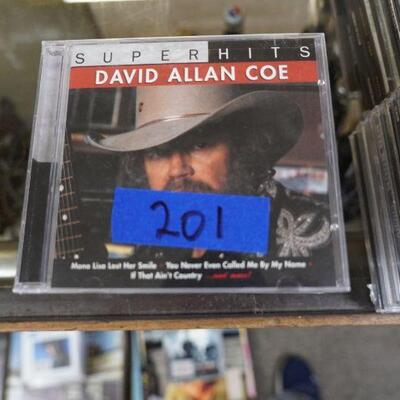 SUPER HITS
DAVID ALLAN COE
201
Mona Lisa Lost Her Smile • You Never Even Called Me By My Name •
If That Ain't Country ...and more!